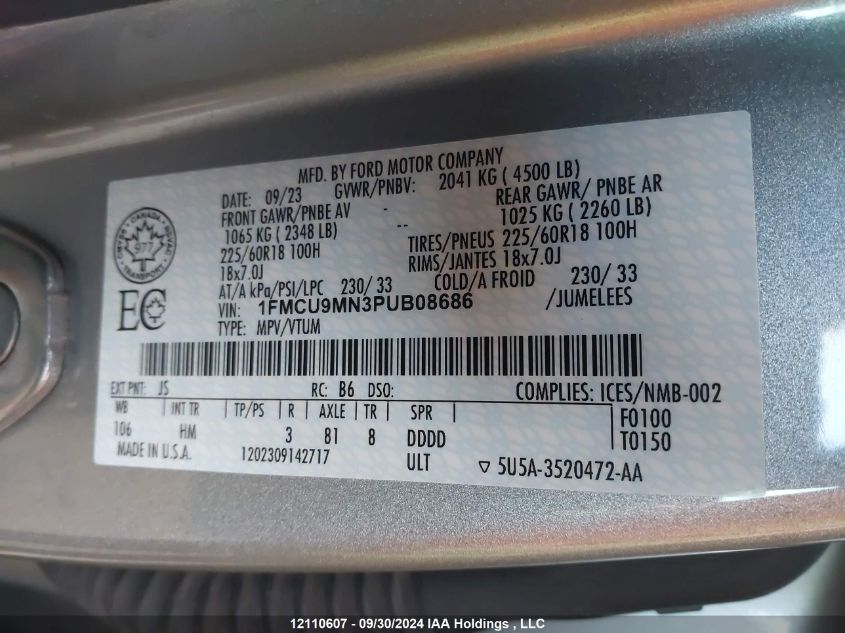 MFD. BY FORD MOTOR COMPANY
DATE: 09/23 GVWR/PNBV: 2041 KG ( 4500 LB)
FRONT GAWR/PNBE AV - REAR GAWR/ PNBE AR
1065 KG ( 2348 LB) -- 1025 KG ( 2260 LB)
225/60R18 100H TIRES/PNEUS 225/60R18 100H
18x7.0J RIMS/JANTES 18x7.0J
AT/A kPa/PSI/LPC 230/ 33 COLD/A FROID 230/ 33
VIN: 1FMCU9MN3PUB08686 /JUMELEES
TYPE: MPV/VTUM
CANADA
977
EC
EXT PNT: JS RC: B6 DSO: COMPLIES: ICES/NMB-002
WB INT TR TP/PS R AXLE TR SPR F0100
106 HM 3 81 8 DDDD T0150
MADE IN U.S.A. 1202309142717 ULT ▽ 5U5A-3520472-AA
12110607 - 09/30/2024 IAA Holdings , LLC